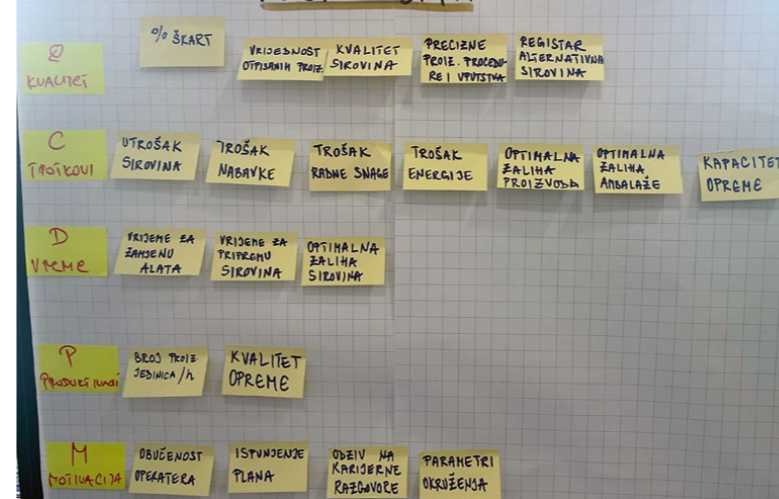 Q
KVALITET
% ŠKART
VRIJEDNOST
OTPISANIH PROIZ.
KVALITET
SIROVINA
PRECIZNE
PROIZ. PROCEDU-
RE I UPUTSTVA
REGISTAR
ALTERNATIVNIH
SIROVINA
C
TROŠKOVI
UTROŠAK
SIROVINA
TROŠAK
NABAVKE
TROŠAK
RADNE SNAGE
TROŠAK
ENERGIJE
OPTIMALNA
ZALIHA
PROIZVODA
OPTIMALNA
ZALIHA
AMBALAŽE
KAPACITET
OPREME
D
VREME
VRIJEME ZA
ZAMJENU
ALATA
VRIJEME ZA
PRIPREMU
SIROVINA
OPTIMALNA
ZALIHA
SIROVINA
P
BROJ PROIZ
JEDINICA/h
KVALITET
OPREME
M
MOTIVACIJA
OBUČENOST
OPERATERA
ISPUNJENJE
PLANA
ODZIV NA
KARIJERNE
RAZGOVORE
PARAMETRI
OKRUŽENJA